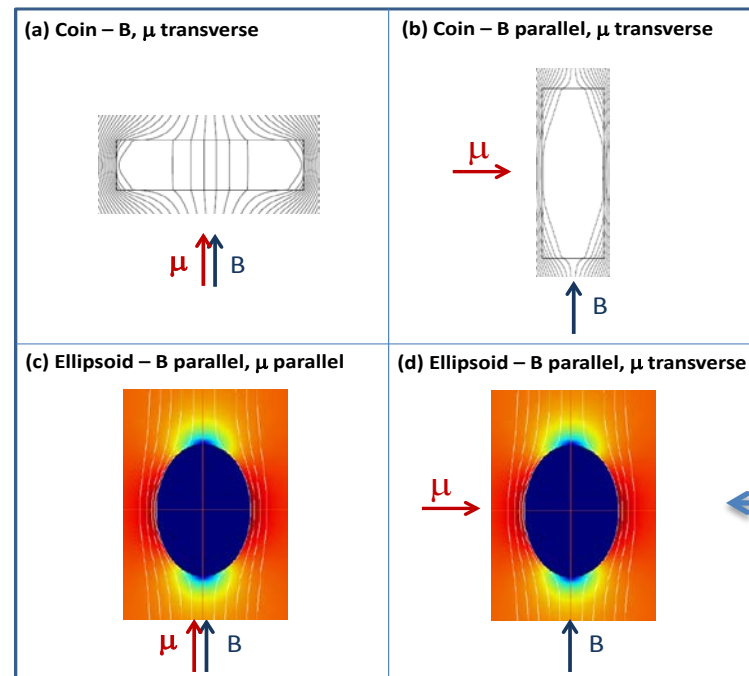 (a) Coin – B, μ transverse
μ
B
(b) Coin – B parallel, μ transverse
μ
B
(c) Ellipsoid – B parallel, μ parallel
μ
B
(d) Ellipsoid – B parallel, μ transverse
μ
B